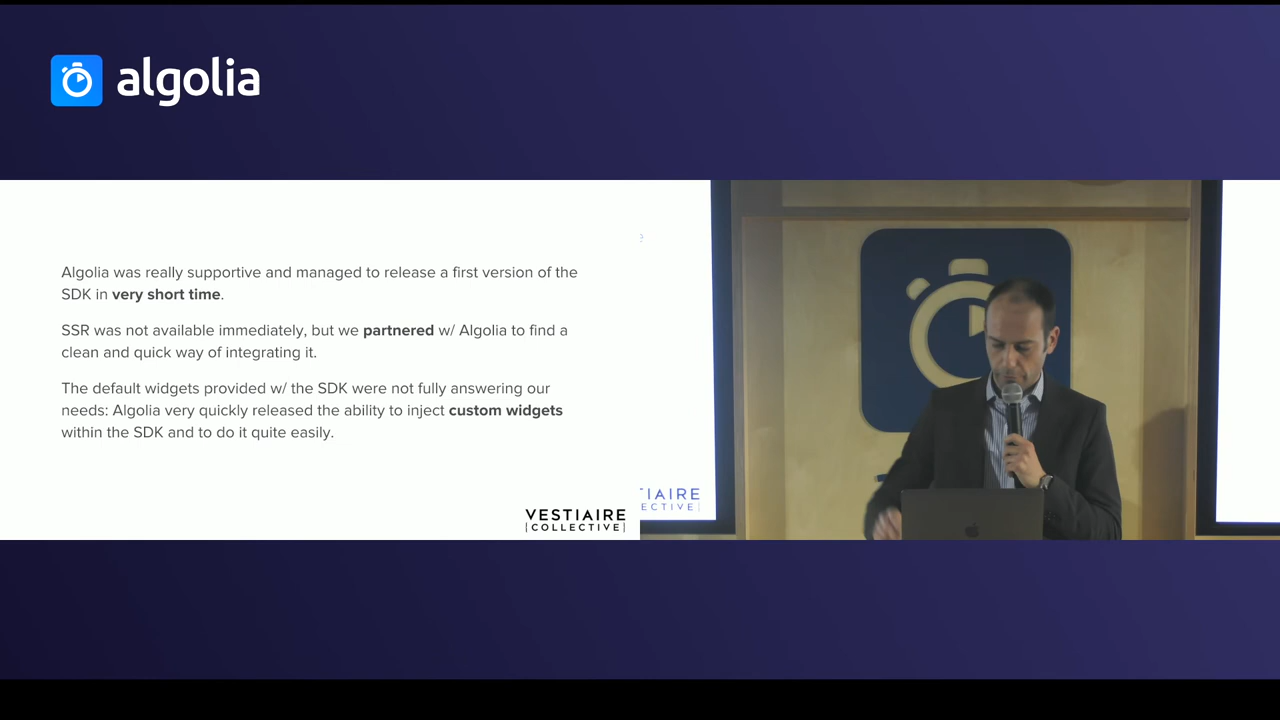 algolia
Algolia was really supportive and managed to release a first version of the
SDK in very short time.
SSR was not available immediately, but we partnered w/ Algolia to find a
clean and quick way of integrating it.
The default widgets provided w/ the SDK were not fully answering our
needs: Algolia very quickly released the ability to inject custom widgets
within the SDK and to do it quite easily.
VESTIAIRE
[COLLECTIVE]
TIAIRE
ECTIVE]